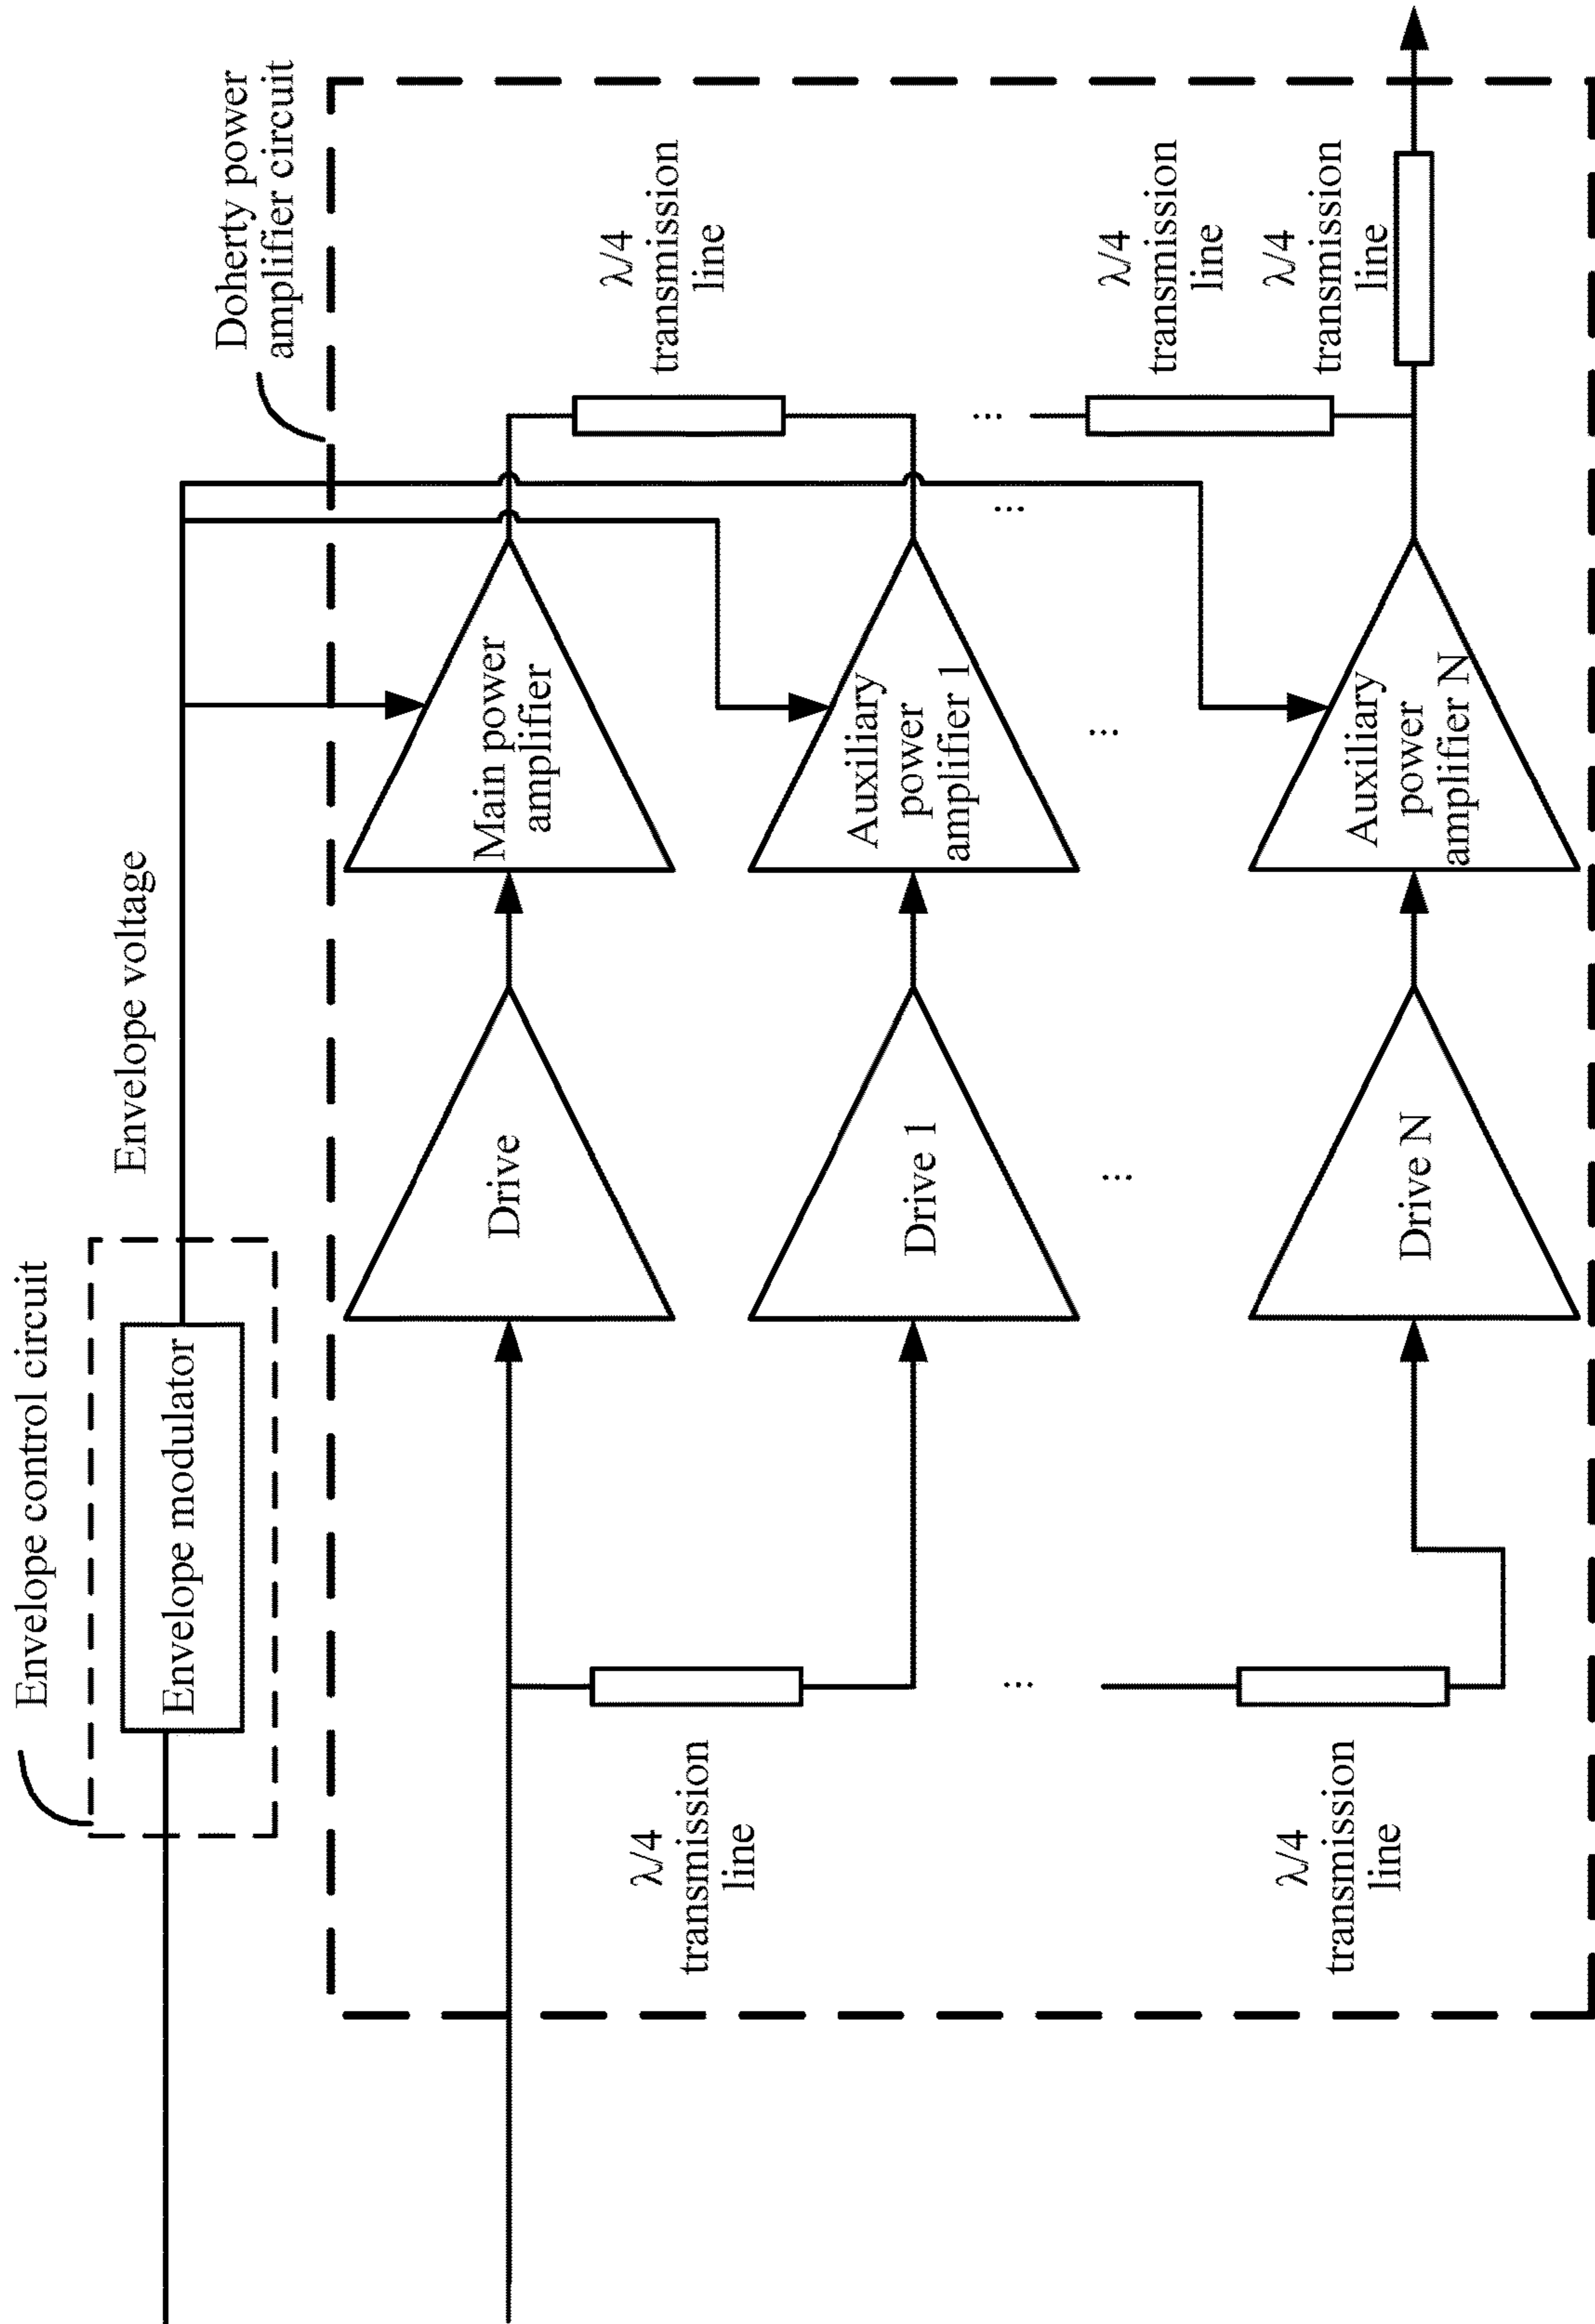 Envelope control circuit
Envelope modulator
Envelope voltage
Doherty power
amplifier circuit
Drive
Main power
amplifier
λ/4
transmission
line
λ/4
transmission
line
Drive 1
Auxiliary
power
amplifier 1
...
...
...
...
...
λ/4
transmission
line
Drive N
Auxiliary
power
amplifier N
λ/4
transmission
line
λ/4
transmission
line